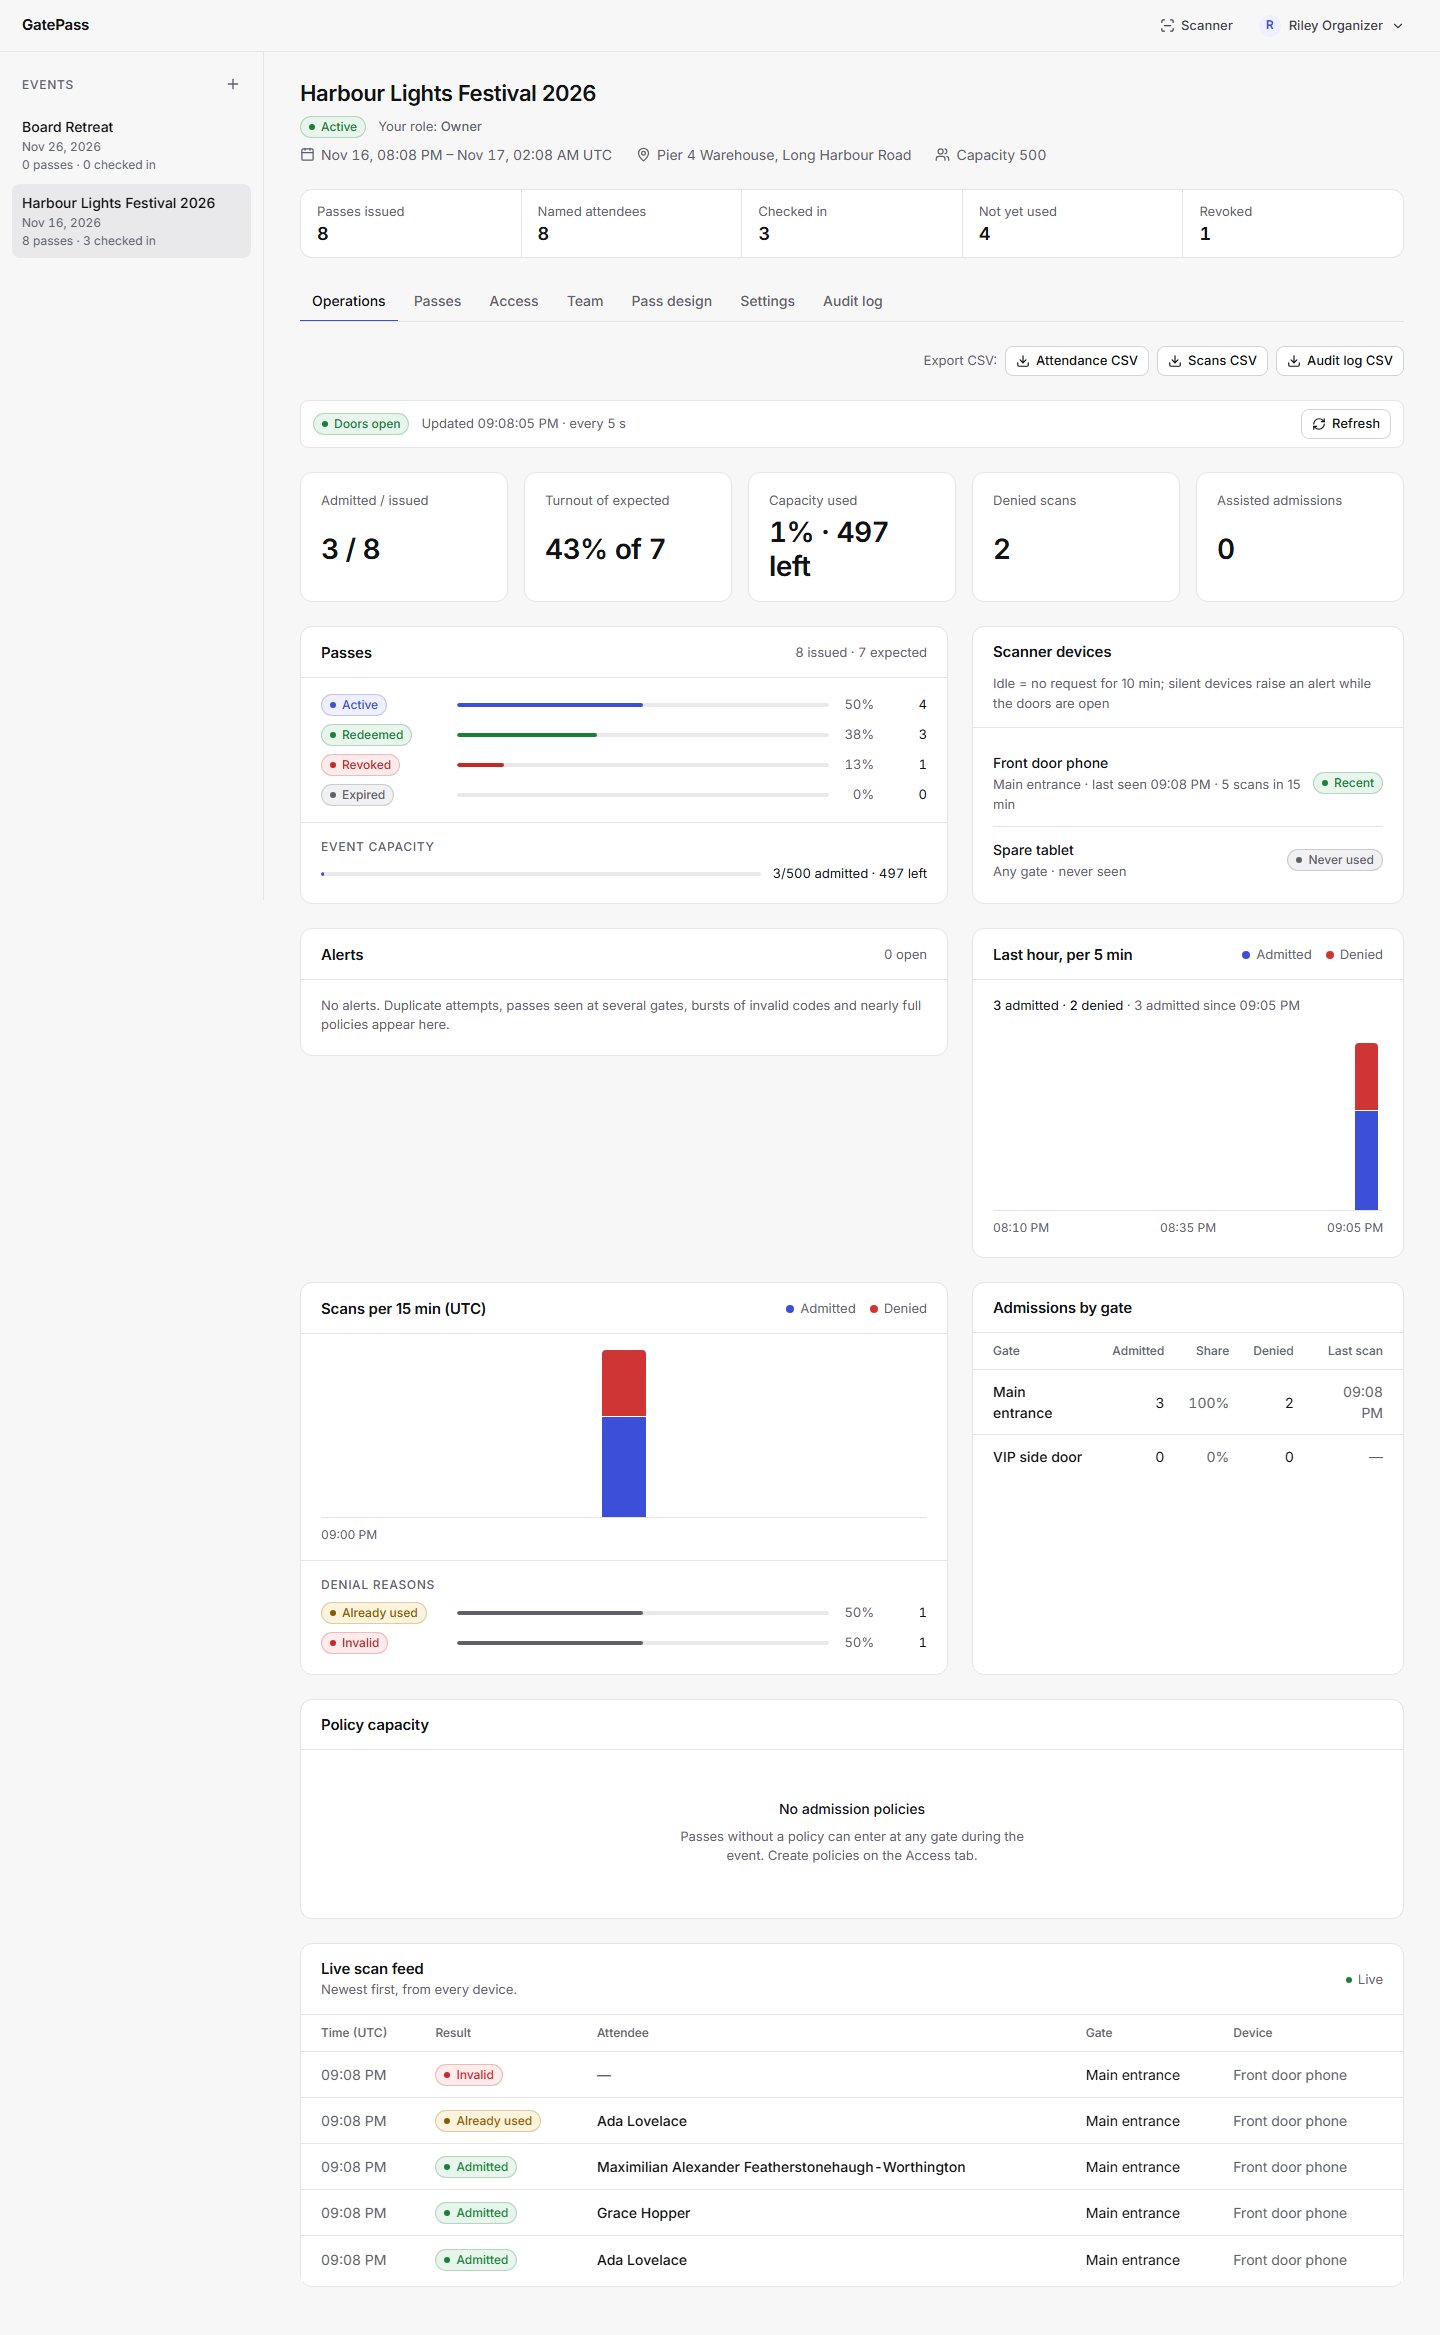 GatePass
Scanner
R
Riley Organizer
EVENTS
Board Retreat
Nov 26, 2026
0 passes · 0 checked in
Harbour Lights Festival 2026
Nov 16, 2026
8 passes · 3 checked in
Harbour Lights Festival 2026
Active
Your role: Owner
Nov 16, 08:08 PM – Nov 17, 02:08 AM UTC
Pier 4 Warehouse, Long Harbour Road
Capacity 500
Passes issued
8
Named attendees
8
Checked in
3
Not yet used
4
Revoked
1
Operations
Passes
Access
Team
Pass design
Settings
Audit log
Export CSV:
Attendance CSV
Scans CSV
Audit log CSV
Doors open
Updated 09:08:05 PM · every 5 s
Refresh
Admitted / issued
3 / 8
Turnout of expected
43% of 7
Capacity used
1% · 497
left
Denied scans
2
Assisted admissions
0
Passes
8 issued · 7 expected
Active
50%
4
Redeemed
38%
3
Revoked
13%
1
Expired
0%
0
EVENT CAPACITY
3/500 admitted · 497 left
Scanner devices
Idle = no request for 10 min; silent devices raise an alert while
the doors are open
Front door phone
Main entrance · last seen 09:08 PM · 5 scans in 15
min
Recent
Spare tablet
Any gate · never seen
Never used
Alerts
0 open
No alerts. Duplicate attempts, passes seen at several gates, bursts of invalid codes and nearly full
policies appear here.
Last hour, per 5 min
Admitted
Denied
3 admitted · 2 denied · 3 admitted since 09:05 PM
08:10 PM
08:35 PM
09:05 PM
Scans per 15 min (UTC)
Admitted
Denied
09:00 PM
DENIAL REASONS
Already used
50%
1
Invalid
50%
1
Admissions by gate
Gate
Admitted
Share
Denied
Last scan
Main
entrance
3
100%
2
09:08
PM
VIP side door
0
0%
0
—
Policy capacity
No admission policies
Passes without a policy can enter at any gate during the
event. Create policies on the Access tab.
Live scan feed
Newest first, from every device.
Live
Time (UTC)
Result
Attendee
Gate
Device
09:08 PM
Invalid
—
Main entrance
Front door phone
09:08 PM
Already used
Ada Lovelace
Main entrance
Front door phone
09:08 PM
Admitted
Maximilian Alexander Featherstonehaugh-Worthington
Main entrance
Front door phone
09:08 PM
Admitted
Grace Hopper
Main entrance
Front door phone
09:08 PM
Admitted
Ada Lovelace
Main entrance
Front door phone